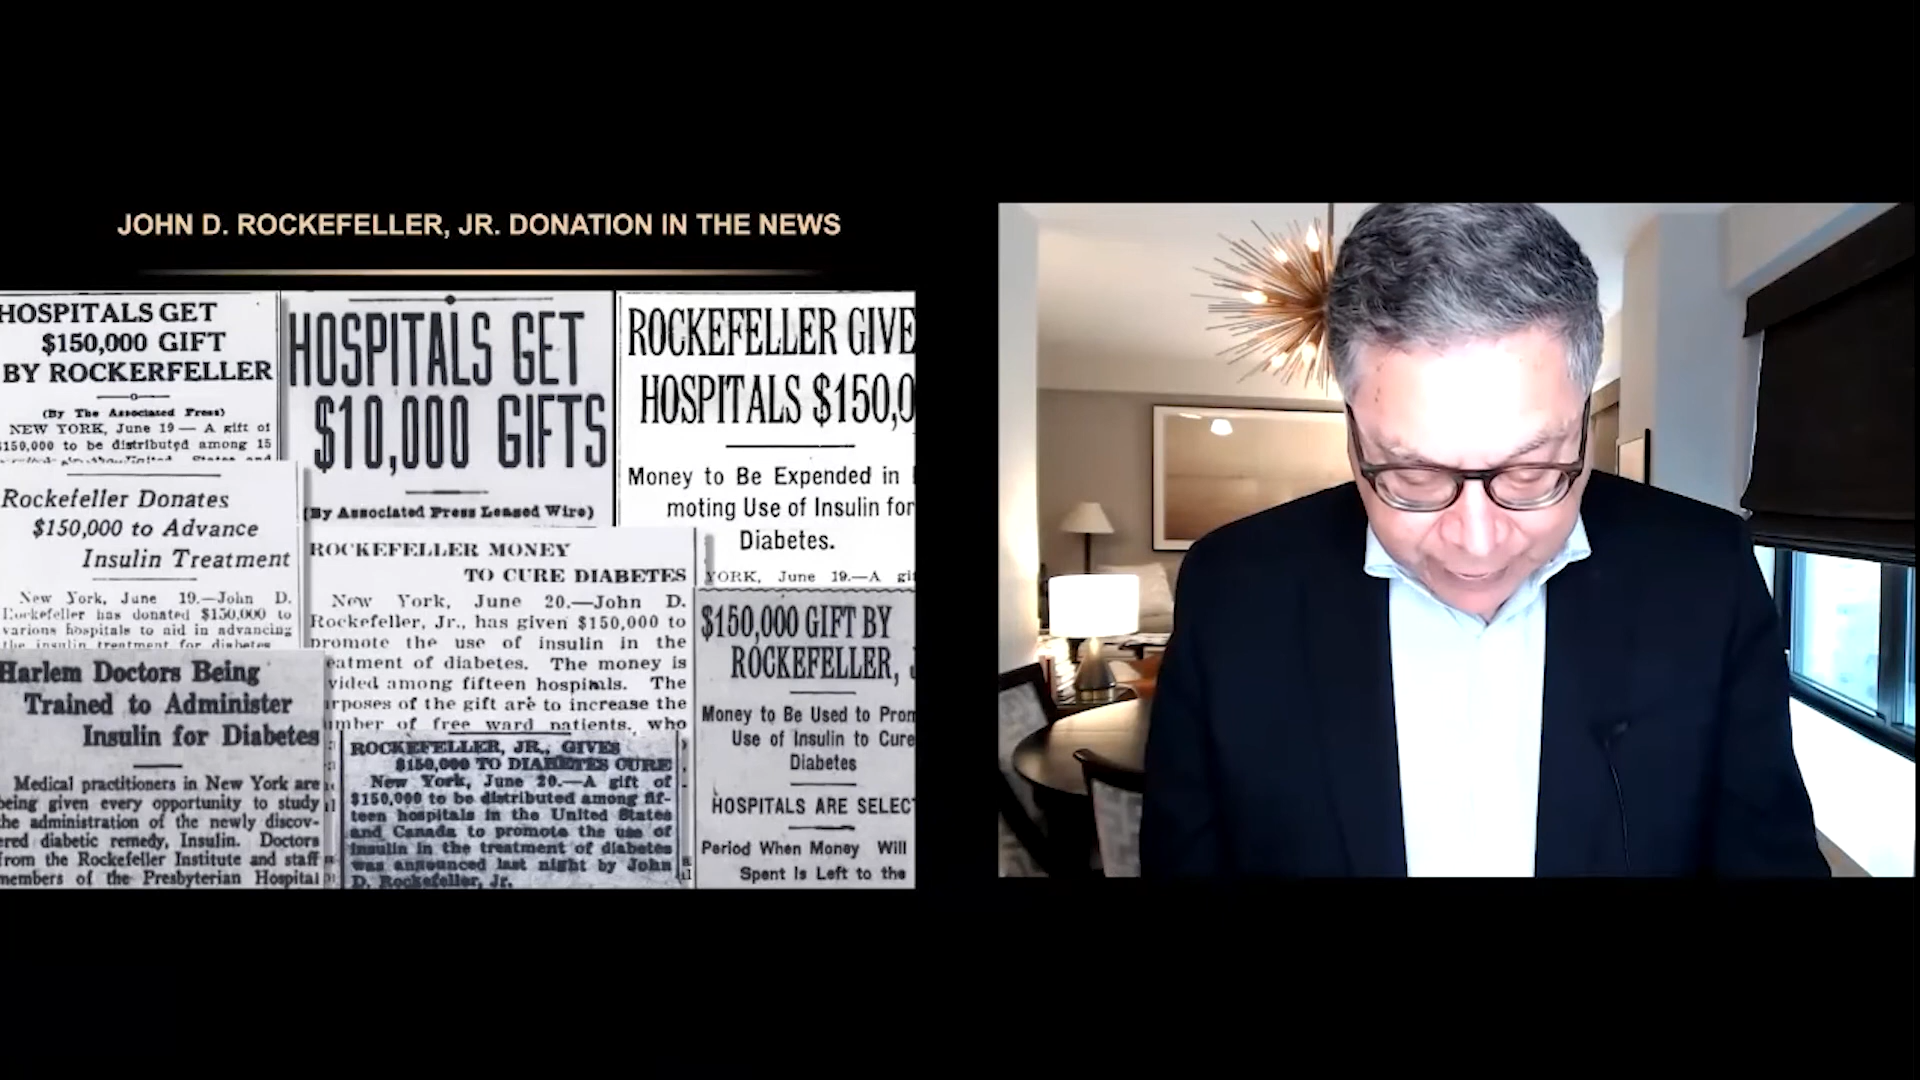 JOHN D. ROCKEFELLER, JR. DONATION IN THE NEWS
HOSPITALS GET
$150,000 GIFT
BY ROCKERFELLER
(By The Associated Press)
NEW YORK, June 19 — A gift of
$150,000 to be distributed among 15
United States and
HOSPITALS GET
$10,000 GIFTS
(By Associated Press Leased Wire)
ROCKEFELLER GIVE
HOSPITALS $150,0
Money to Be Expended in
moting Use of Insulin for
Diabetes.
YORK, June 19.—A gi
Rockefeller Donates
$150,000 to Advance
Insulin Treatment
New York, June 19.—John D.
Rockefeller has donated $150,000 to
various hospitals to aid in advancing
the insulin treatment for diabetes
ROCKEFELLER MONEY
TO CURE DIABETES
New York, June 20.—John D.
Rockefeller, Jr., has given $150,000 to
promote the use of insulin in the
eatment of diabetes. The money is
vided among fifteen hospitals. The
rposes of the gift are to increase the
mber of free ward patients, who
$150,000 GIFT BY
ROCKEFELLER,
Money to Be Used to Prom
Use of Insulin to Cure
Diabetes
HOSPITALS ARE SELECT
Period When Money Will
Spent Is Left to the
Harlem Doctors Being
Trained to Administer
Insulin for Diabetes
Medical practitioners in New York are
being given every opportunity to study
the administration of the newly discov-
ered diabetic remedy, Insulin. Doctors
from the Rockefeller Institute and staff
members of the Presbyterian Hospital
ROCKEFELLER, JR., GIVES
$150,000 TO DIABETES CURE
New York, June 20.—A gift of
$150,000 to be distributed among fif-
teen hospitals in the United States
and Canada to promote the use of
insulin in the treatment of diabetes
was announced last night by John
D. Rockefeller, Jr.